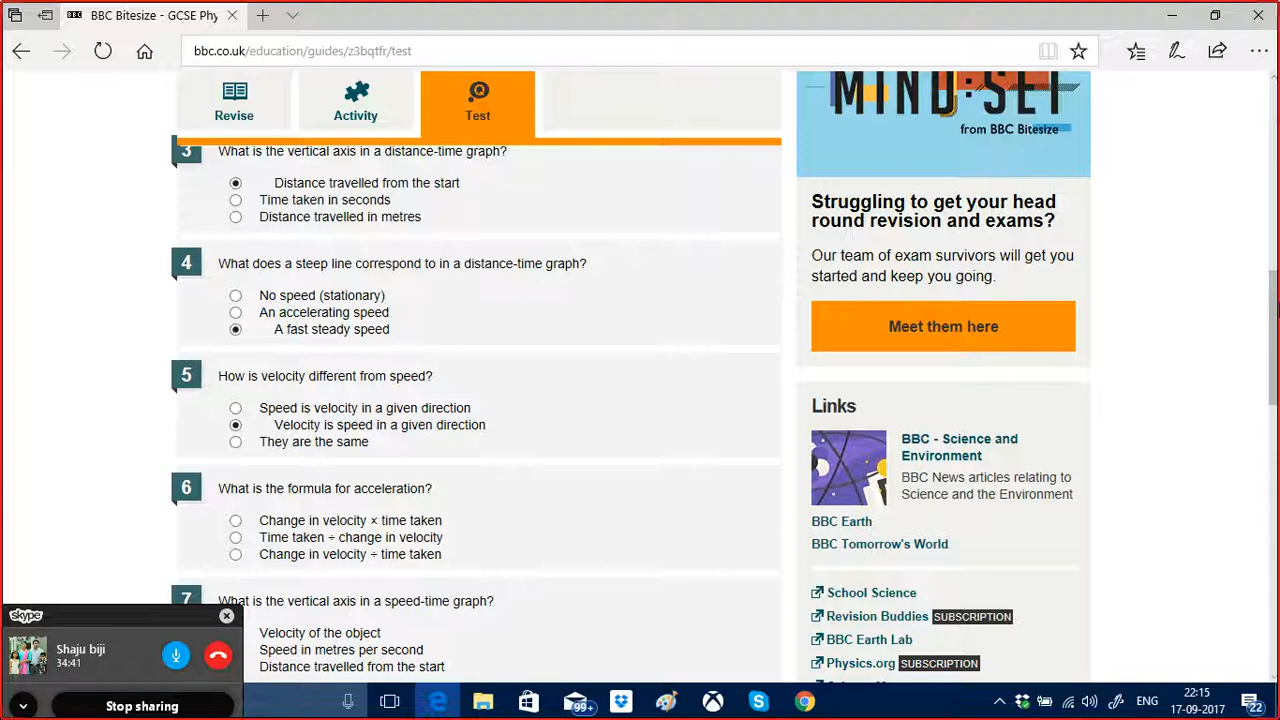 BBC Bitesize - GCSE Phy
bbc.co.uk/education/guides/z3bqtfr/test
Revise
Activity
Test
3 What is the vertical axis in a distance-time graph?
Distance travelled from the start
Time taken in seconds
Distance travelled in metres
4 What does a steep line correspond to in a distance-time graph?
No speed (stationary)
An accelerating speed
A fast steady speed
5 How is velocity different from speed?
Speed is velocity in a given direction
Velocity is speed in a given direction
They are the same
6 What is the formula for acceleration?
Change in velocity × time taken
Time taken ÷ change in velocity
Change in velocity ÷ time taken
7 What is the vertical axis in a speed-time graph?
Velocity of the object
Speed in metres per second
Distance travelled from the start
MIND:SET
from BBC Bitesize
Struggling to get your head
round revision and exams?
Our team of exam survivors will get you
started and keep you going.
Meet them here
Links
BBC - Science and
Environment
BBC News articles relating to
Science and the Environment
BBC Earth
BBC Tomorrow's World
School Science
Revision Buddies SUBSCRIPTION
BBC Earth Lab
Physics.org SUBSCRIPTION
skype
Shaju biji
34:41
Stop sharing
99+
ENG
22:15
17-09-2017
22